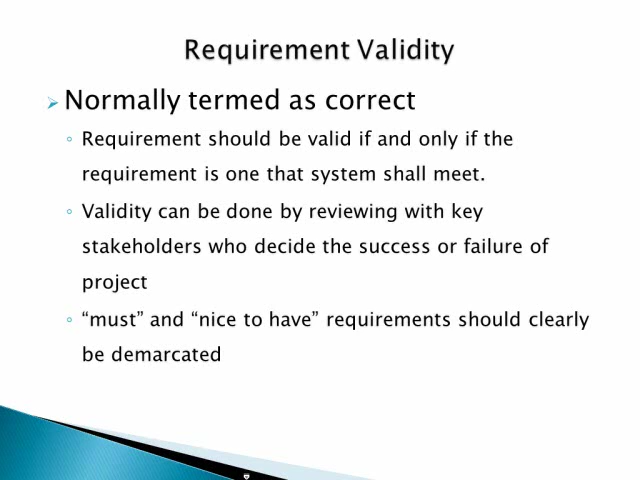 Requirement Validity
Normally termed as correct
Requirement should be valid if and only if the
requirement is one that system shall meet.
Validity can be done by reviewing with key
stakeholders who decide the success or failure of
project
“must” and “nice to have” requirements should clearly
be demarcated